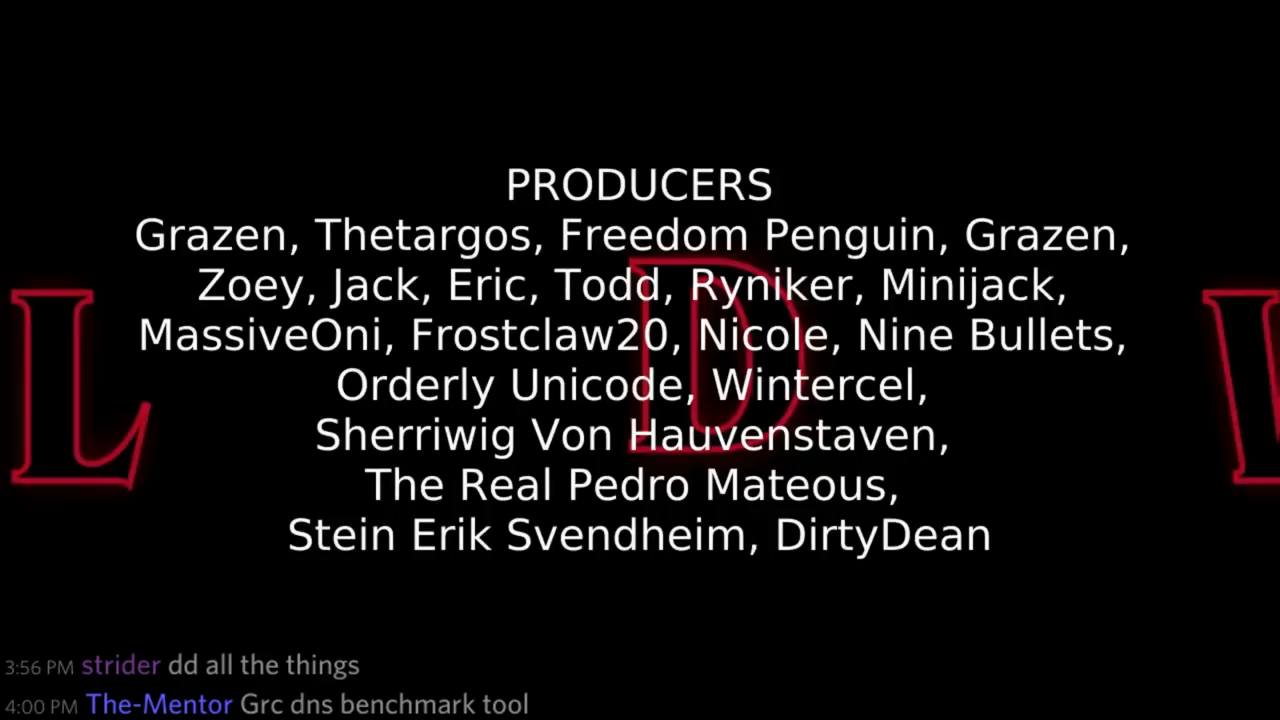 PRODUCERS
Grazen, Thetargos, Freedom Penguin, Grazen,
Zoey, Jack, Eric, Todd, Ryniker, Minijack,
MassiveOni, Frostclaw20, Nicole, Nine Bullets,
Orderly Unicode, Wintercel,
Sherriwig Von Hauvenstaven,
The Real Pedro Mateous,
Stein Erik Svendheim, DirtyDean
L D
3:56 PM strider dd all the things
4:00 PM The-Mentor Grc dns benchmark tool